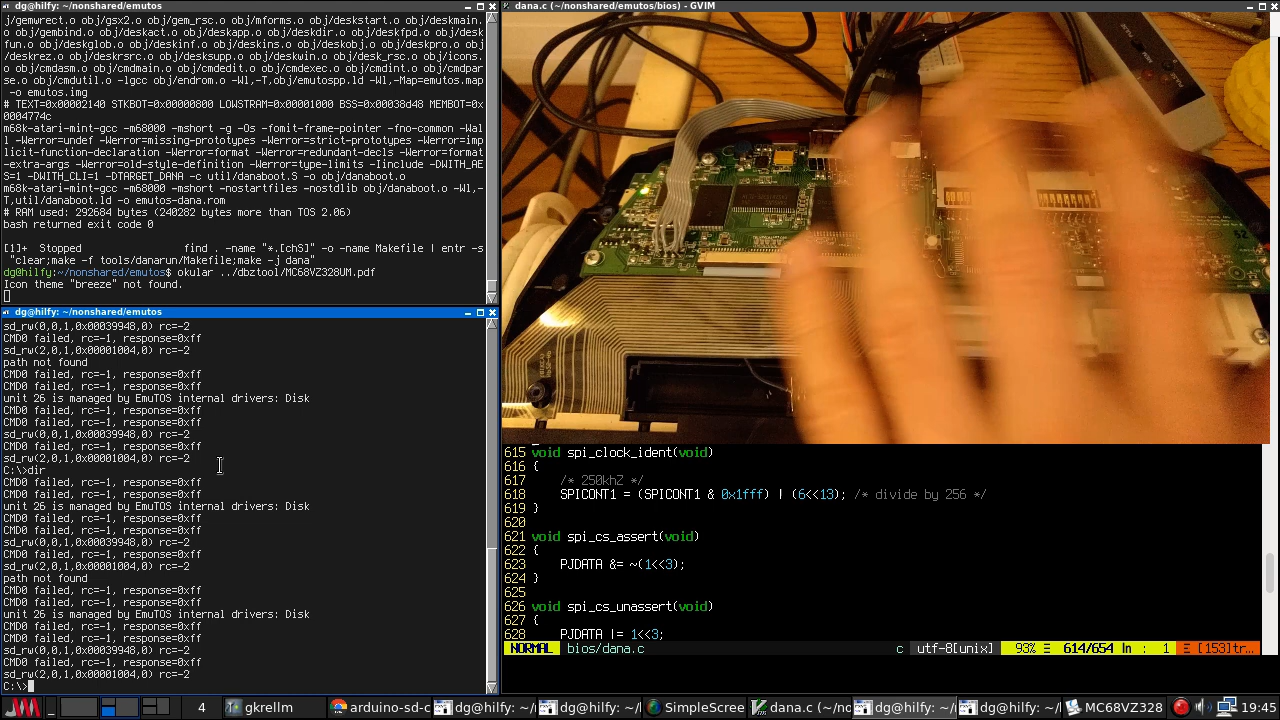 dg@hilfy: ~/nonshared/emutos
j/gemwrect.o obj/gsx2.o obj/gem_rsc.o obj/mforms.o obj/deskstart.o obj/deskmain.
o obj/gembind.o obj/deskact.o obj/deskapp.o obj/deskdir.o obj/deskfpd.o obj/desk
fun.o obj/deskglob.o obj/deskinf.o obj/deskins.o obj/deskobj.o obj/deskpro.o obj
/deskrez.o obj/desksrc.o obj/desksupp.o obj/deskwin.o obj/desk_rsc.o obj/icons.
o obj/cmdasm.o obj/cmdmain.o obj/cmdedit.o obj/cmdexec.o obj/cmdint.o obj/cmdpar
se.o obj/cmdutil.o -lgcc obj/endrom.o -Wl,-T,obj/emutospp.ld -Wl,-Map=emutos.map
 -o emutos.img
# TEXT=0x00002140 STKBOT=0x00000800 LOWSTRAM=0x00001000 BSS=0x00038d48 MEMBOT=0x
0004774c
m68k-atari-mint-gcc -m68000 -mshort -g -Os -fomit-frame-pointer -fno-common -Wal
l -Werror=undef -Werror=missing-prototypes -Werror=strict-prototypes -Werror=imp
licit-function-declaration -Werror=format -Werror=redundant-decls -Werror=format
-extra-args -Werror=old-style-definition -Werror=type-limits -Iinclude -DWITH_AE
S=1 -DWITH_CLI=1 -DTARGET_DANA -c util/danaboot.S -o obj/danaboot.o
m68k-atari-mint-gcc -m68000 -mshort -nostartfiles -nostdlib obj/danaboot.o -Wl,-
T,util/danaboot.ld -o emutos-dana.rom
# RAM used: 292684 bytes (240282 bytes more than TOS 2.06)
bash returned exit code 0
[1]+  Stopped                 find . -name "*.[chS]" -o -name Makefile | entr -s
 "clear;make -f tools/danarun/Makefile;make -j dana"
dg@hilfy:~/nonshared/emutos$ okular ../dbztool/MC68VZ328UM.pdf
Icon theme "breeze" not found.
dg@hilfy: ~/nonshared/emutos
sd_rw(0,0,1,0x00039948,0) rc=-2
CMD0 failed, rc=-1, response=0xff
sd_rw(2,0,1,0x00001004,0) rc=-2
path not found
CMD0 failed, rc=-1, response=0xff
CMD0 failed, rc=-1, response=0xff
unit 26 is managed by EmuTOS internal drivers: Disk
CMD0 failed, rc=-1, response=0xff
CMD0 failed, rc=-1, response=0xff
sd_rw(0,0,1,0x00039948,0) rc=-2
CMD0 failed, rc=-1, response=0xff
sd_rw(2,0,1,0x00001004,0) rc=-2
C:\>dir
CMD0 failed, rc=-1, response=0xff
CMD0 failed, rc=-1, response=0xff
unit 26 is managed by EmuTOS internal drivers: Disk
CMD0 failed, rc=-1, response=0xff
CMD0 failed, rc=-1, response=0xff
sd_rw(0,0,1,0x00039948,0) rc=-2
CMD0 failed, rc=-1, response=0xff
sd_rw(2,0,1,0x00001004,0) rc=-2
path not found
CMD0 failed, rc=-1, response=0xff
CMD0 failed, rc=-1, response=0xff
unit 26 is managed by EmuTOS internal drivers: Disk
CMD0 failed, rc=-1, response=0xff
CMD0 failed, rc=-1, response=0xff
sd_rw(0,0,1,0x00039948,0) rc=-2
CMD0 failed, rc=-1, response=0xff
sd_rw(2,0,1,0x00001004,0) rc=-2
C:\>
dana.c (~/nonshared/emutos/bios) - GVIM
615 void spi_clock_ident(void)
616 {
617     /* 250khZ */
618     SPICONT1 = (SPICONT1 & 0x1fff) | (6<<13); /* divide by 256 */
619 }
620
621 void spi_cs_assert(void)
622 {
623     PJDATA &= ~(1<<3);
624 }
625
626 void spi_cs_unassert(void)
627 {
628     PJDATA |= 1<<3;
NORMAL bios/dana.c c utf-8[unix] 93% Ξ 614/654 ln : 1 Ξ [153]tr…
4 gkrellm arduino-sd-c dg@hilfy: ~/ dg@hilfy: ~/ SimpleScree dana.c (~/no dg@hilfy: ~/ dg@hilfy: ~/ MC68VZ328 19:45